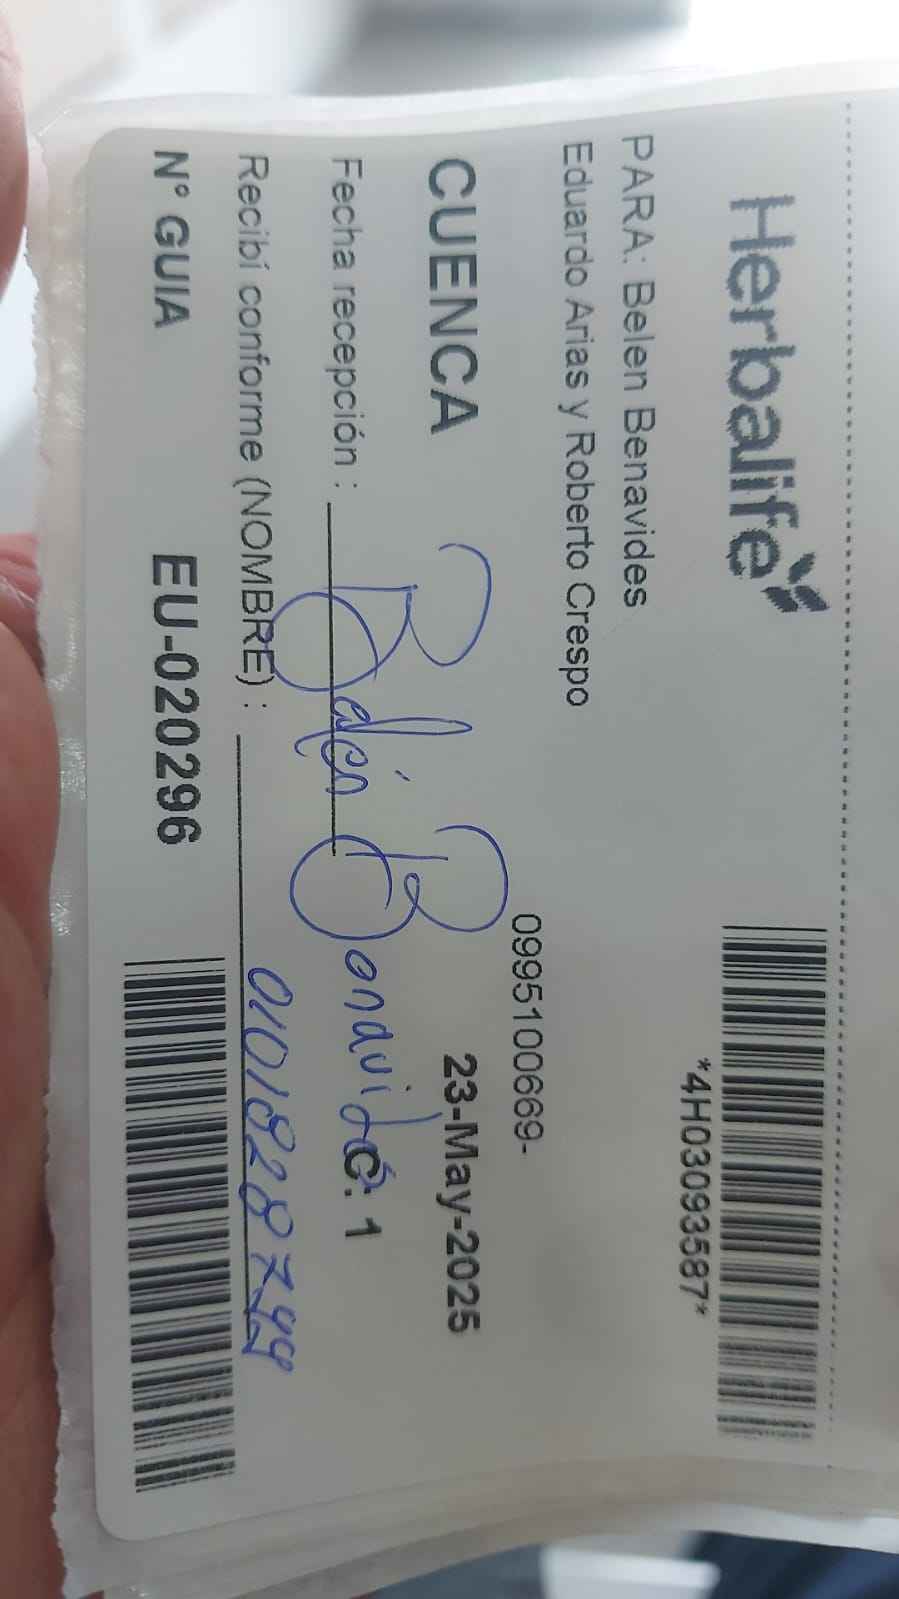 Herbalife
*4H03093587*
PARA: Belen Benavides
Eduardo Arias y Roberto Crespo
0995100669-
CUENCA 23-May-2025
Fecha recepción : Belén Benavides C. 1
Recibí conforme (NOMBRE) :
N° GUIA EU-020296